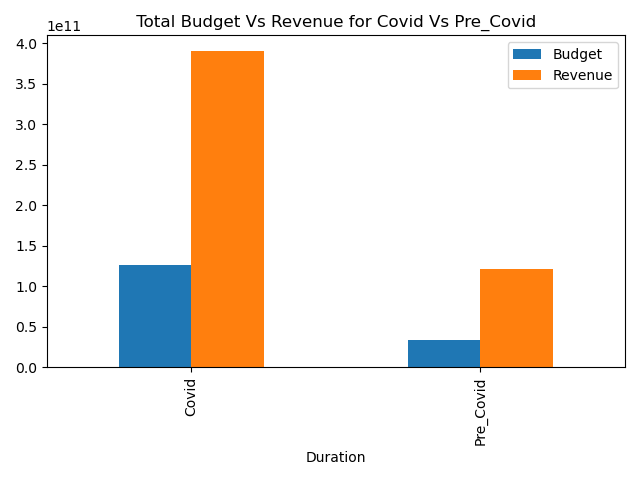 Total Budget Vs Revenue for Covid Vs Pre_Covid
1e11
4.0
3.5
3.0
2.5
2.0
1.5
1.0
0.5
0.0
Budget
Revenue
Covid
Pre_Covid
Duration